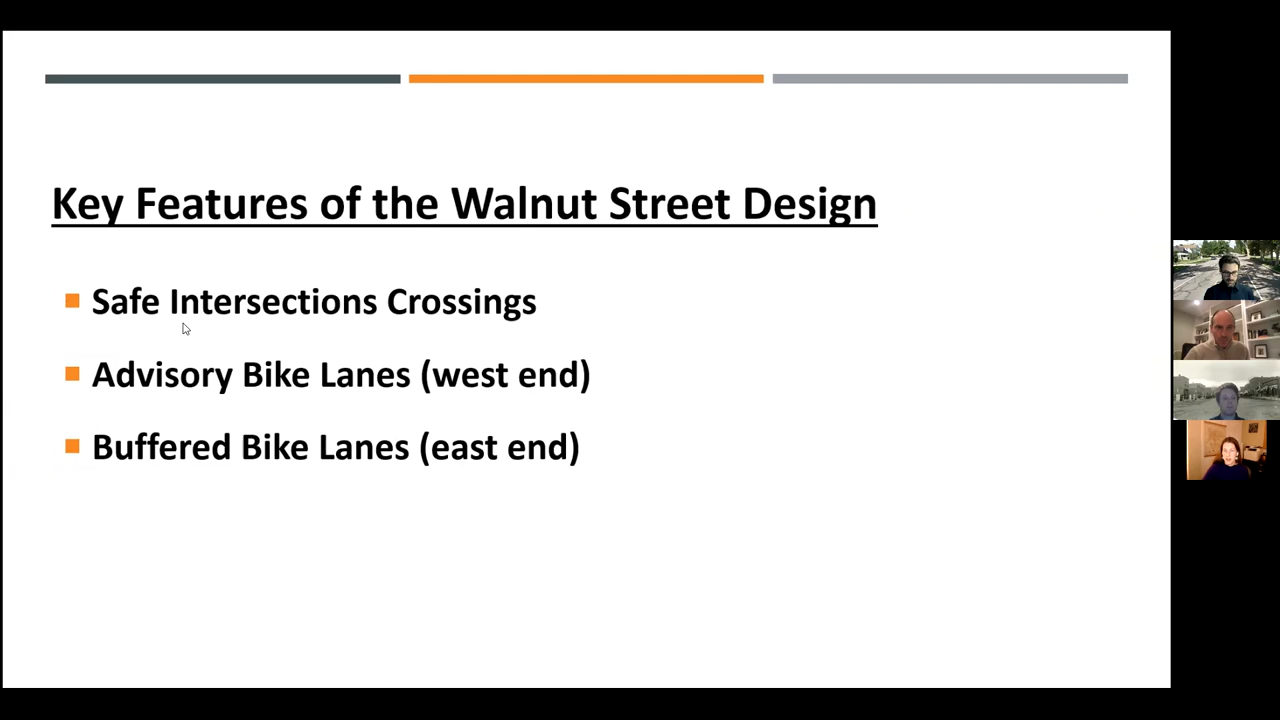 Key Features of the Walnut Street Design
Safe Intersections Crossings
Advisory Bike Lanes (west end)
Buffered Bike Lanes (east end)